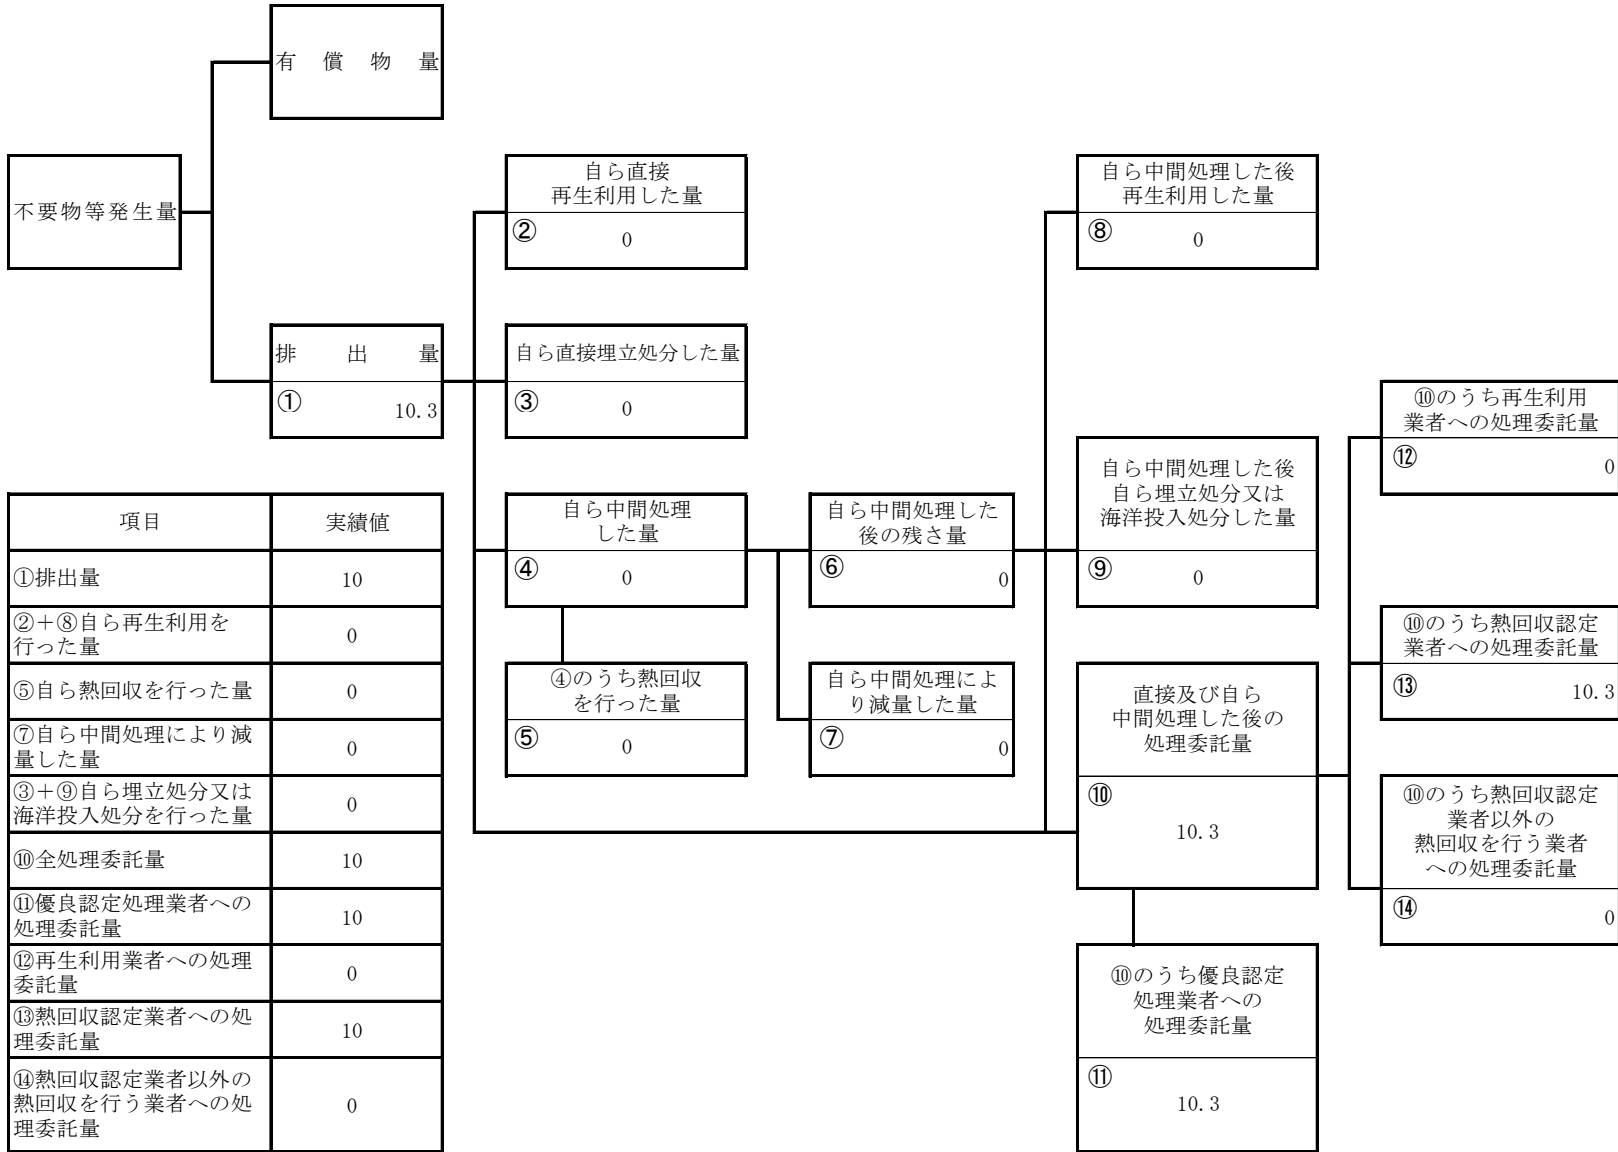 有償物量
不要物等発生量
排出量
①
10.3
自ら直接
再生利用した量
②
0
自ら直接埋立処分した量
③
0
自ら中間処理
した量
④
0
④のうち熱回収
を行った量
⑤
0
自ら中間処理した
後の残さ量
⑥
0
自ら中間処理によ
り減量した量
⑦
0
自ら中間処理した後
再生利用した量
⑧
0
自ら中間処理した後
自ら埋立処分又は
海洋投入処分した量
⑨
0
直接及び自ら
中間処理した後の
処理委託量
⑩
10.3
⑩のうち優良認定
処理業者への
処理委託量
⑪
10.3
⑩のうち再生利用
業者への処理委託量
⑫
0
⑩のうち熱回収認定
業者への処理委託量
⑬
10.3
⑩のうち熱回収認定
業者以外の
熱回収を行う業者
への処理委託量
⑭
0
項目 実績値
①排出量 10
②+⑧自ら再生利用を
行った量 0
⑤自ら熱回収を行った量 0
⑦自ら中間処理により減
量した量 0
③+⑨自ら埋立処分又は
海洋投入処分を行った量 0
⑩全処理委託量 10
⑪優良認定処理業者への
処理委託量 10
⑫再生利用業者への処理
委託量 0
⑬熱回収認定業者への処
理委託量 10
⑭熱回収認定業者以外の
熱回収を行う業者への処
理委託量 0